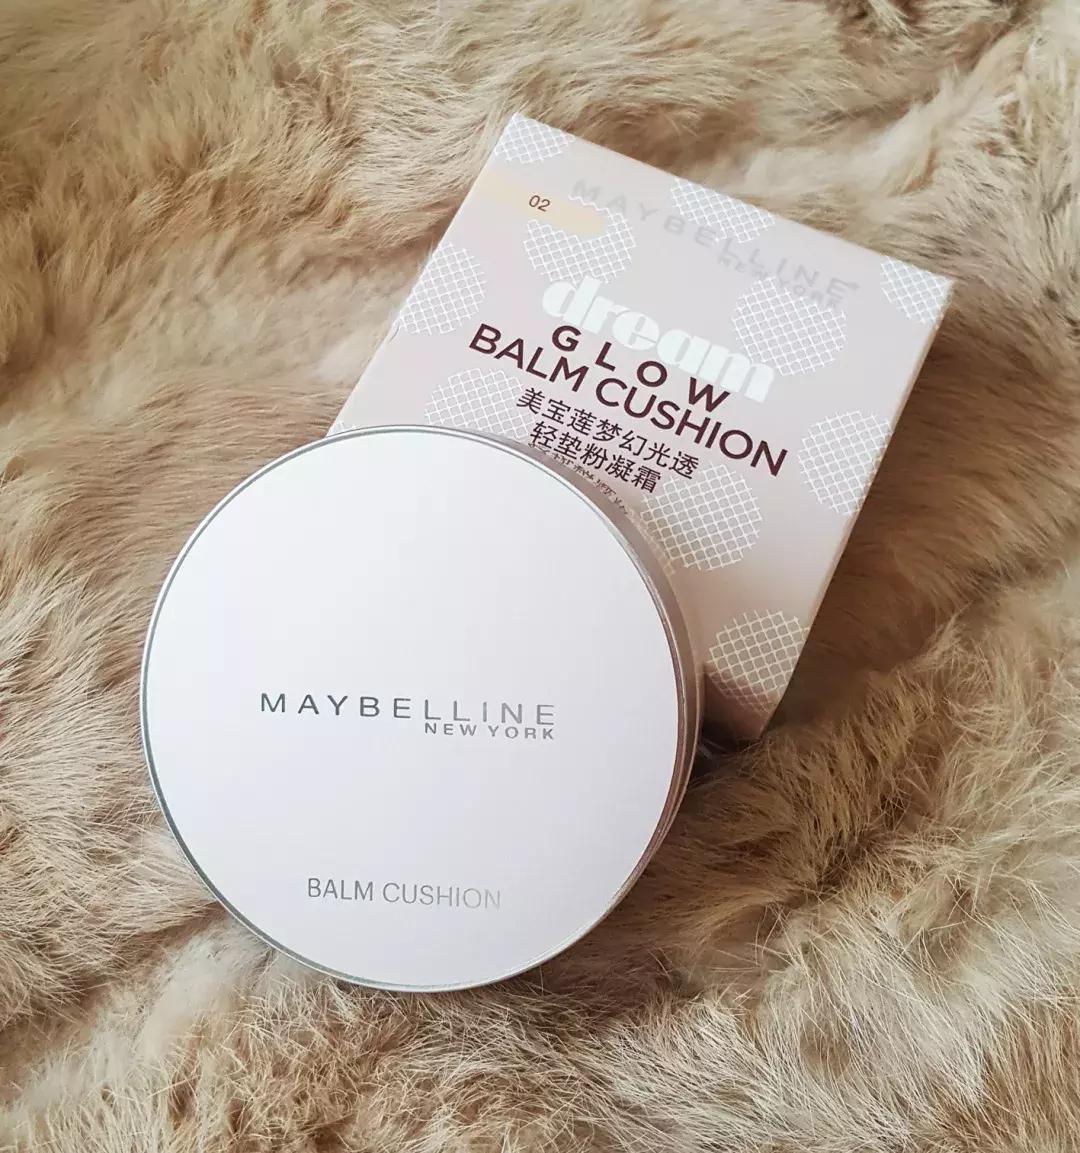 02
MAYBELLINE
NEW YORK
dream
GLOW
BALM CUSHION
美宝莲梦幻光透
轻垫粉凝霜
MAYBELLINE
NEW YORK
BALM CUSHION